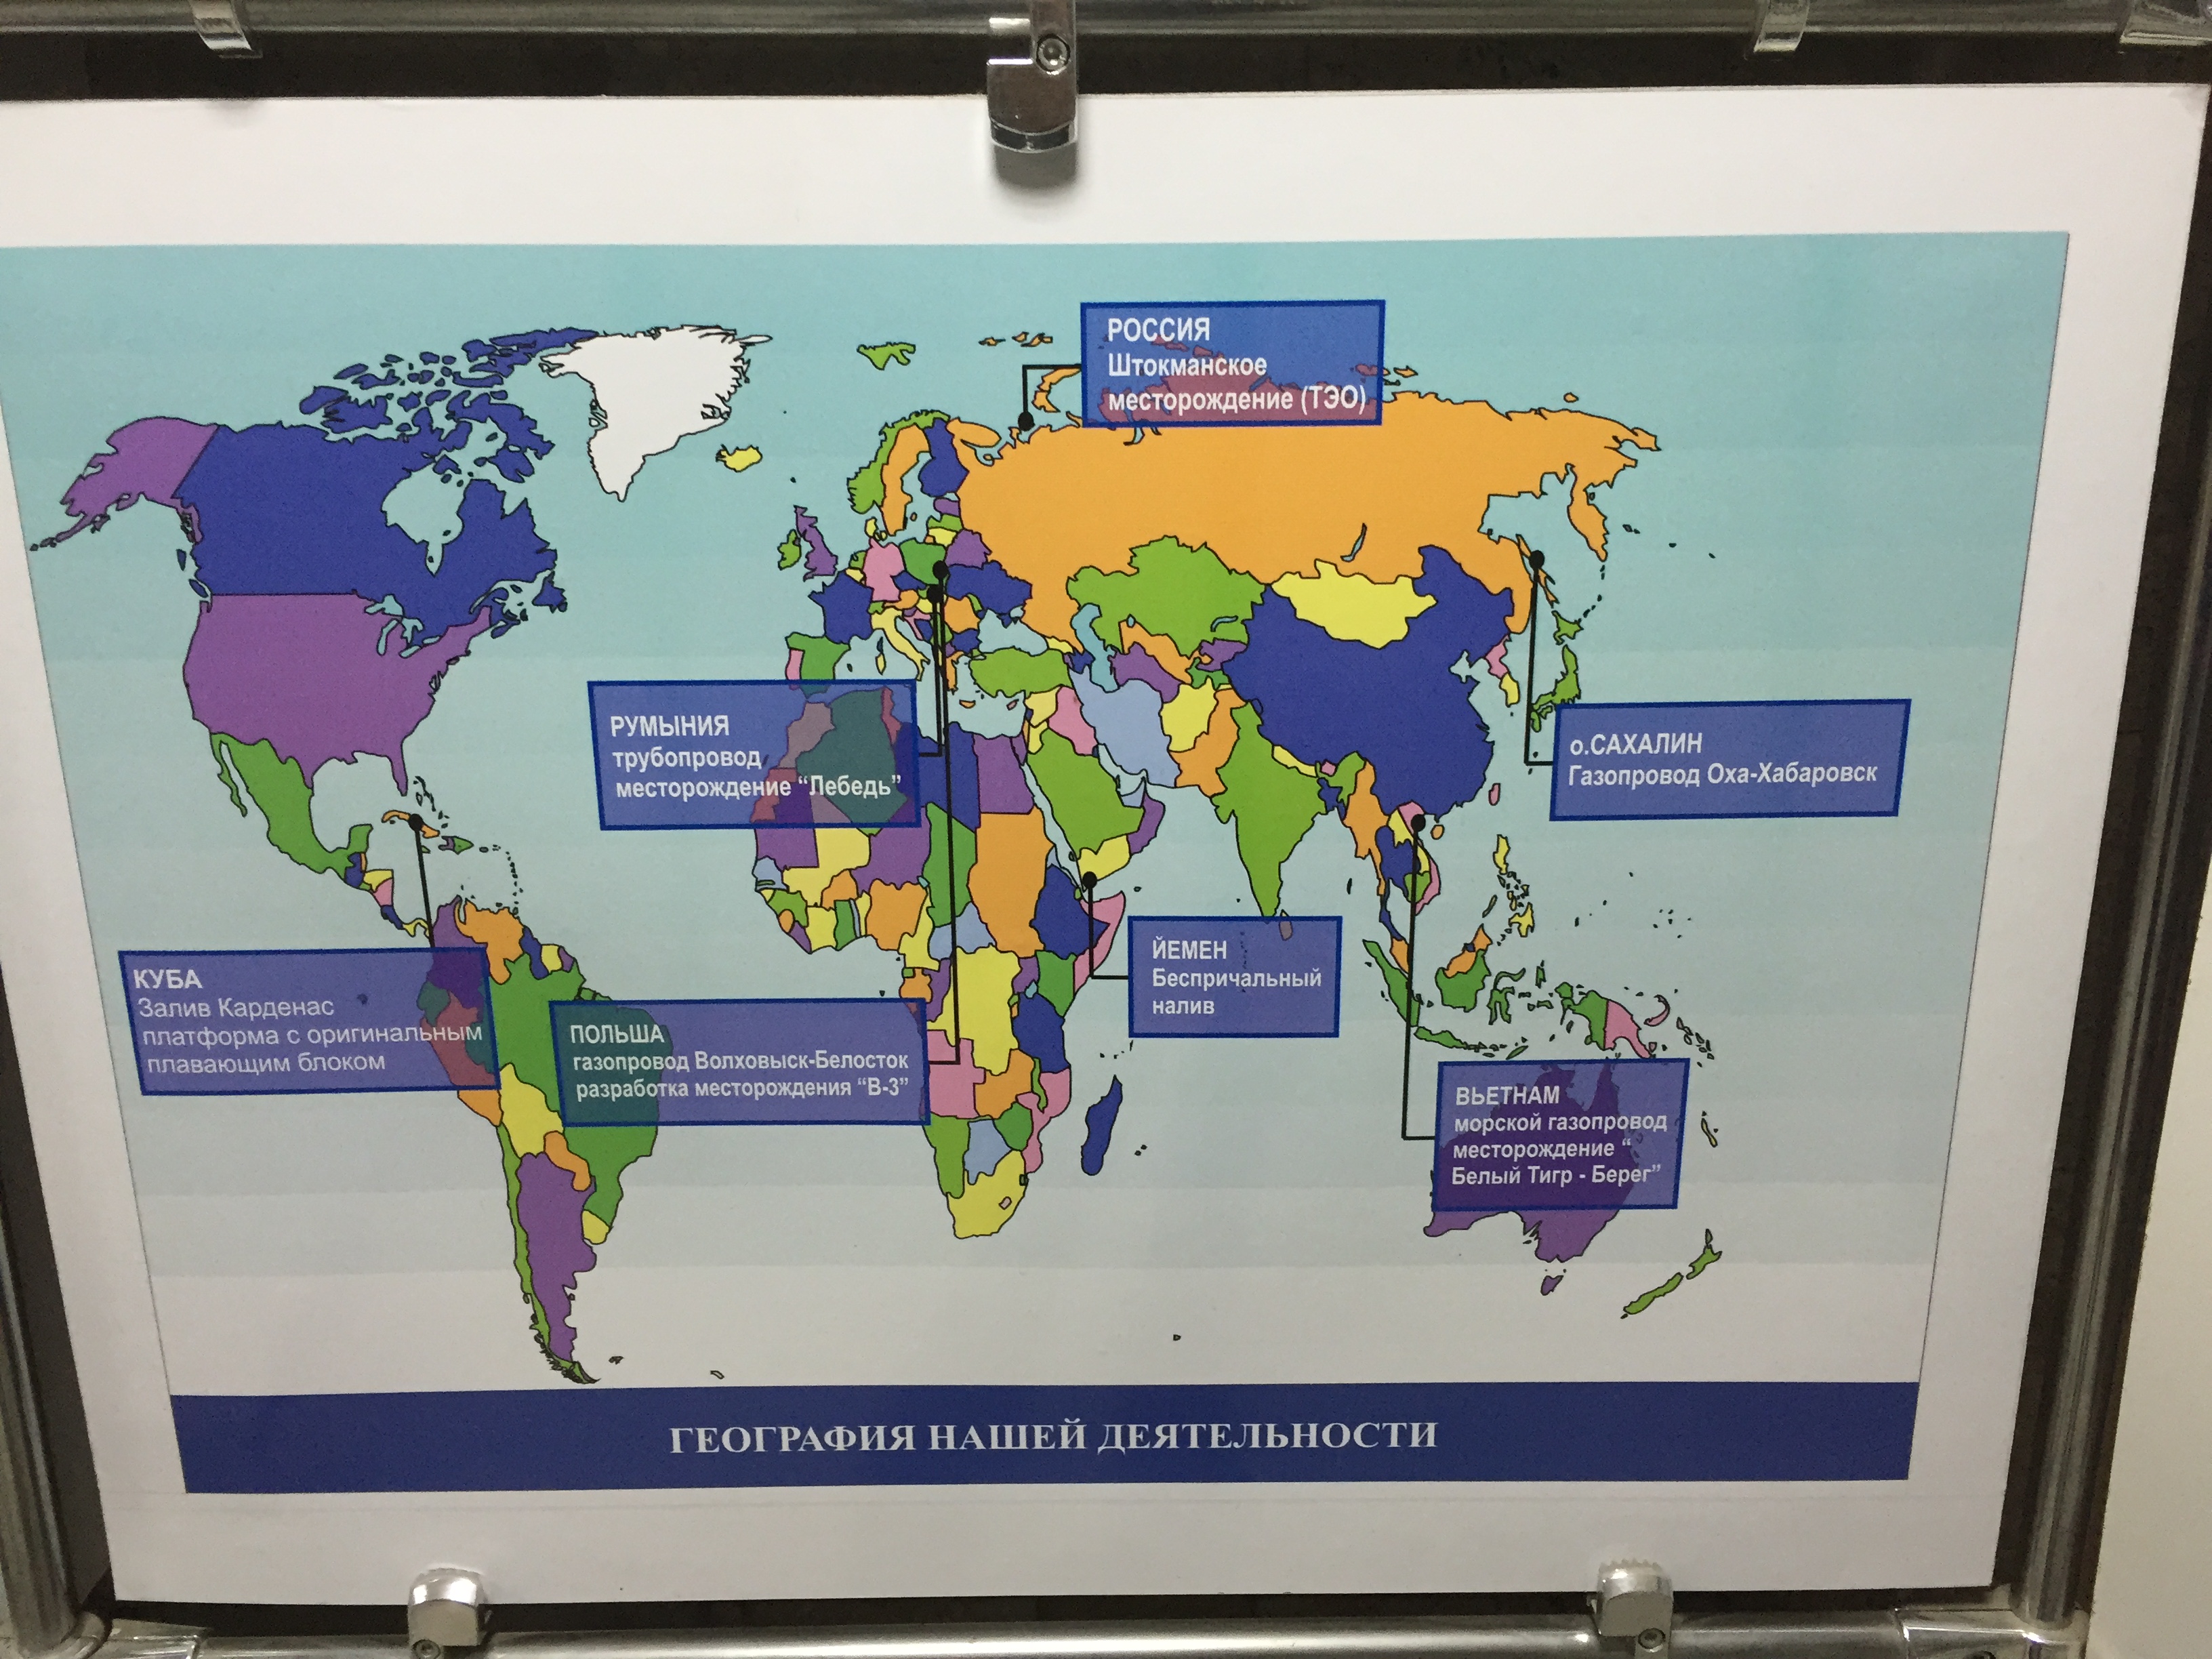 РОССИЯ
Штокманское
месторождение (ТЭО)
РУМЫНИЯ
трубопровод
месторождение “Лебедь”
о.САХАЛИН
Газопровод Оха-Хабаровск
КУБА
Залив Карденас
платформа с оригинальным
плавающим блоком
ПОЛЬША
газопровод Волховыск-Белосток
разработка месторождения “В-3”
ЙЕМЕН
Беспричальный
налив
ВЬЕТНАМ
морской газопровод
месторождение “
Белый Тигр - Берег”
ГЕОГРАФИЯ НАШЕЙ ДЕЯТЕЛЬНОСТИ